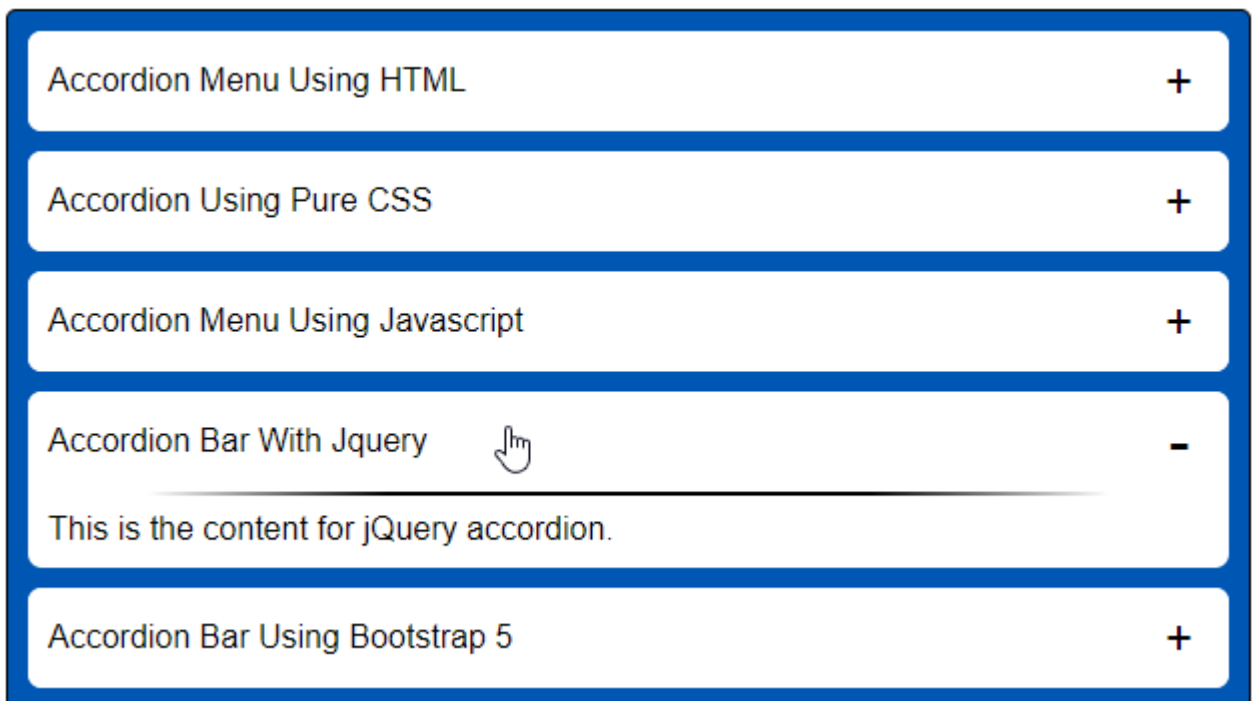 Accordion Menu Using HTML +
Accordion Using Pure CSS +
Accordion Menu Using Javascript +
Accordion Bar With Jquery -
This is the content for jQuery accordion.
Accordion Bar Using Bootstrap 5 +